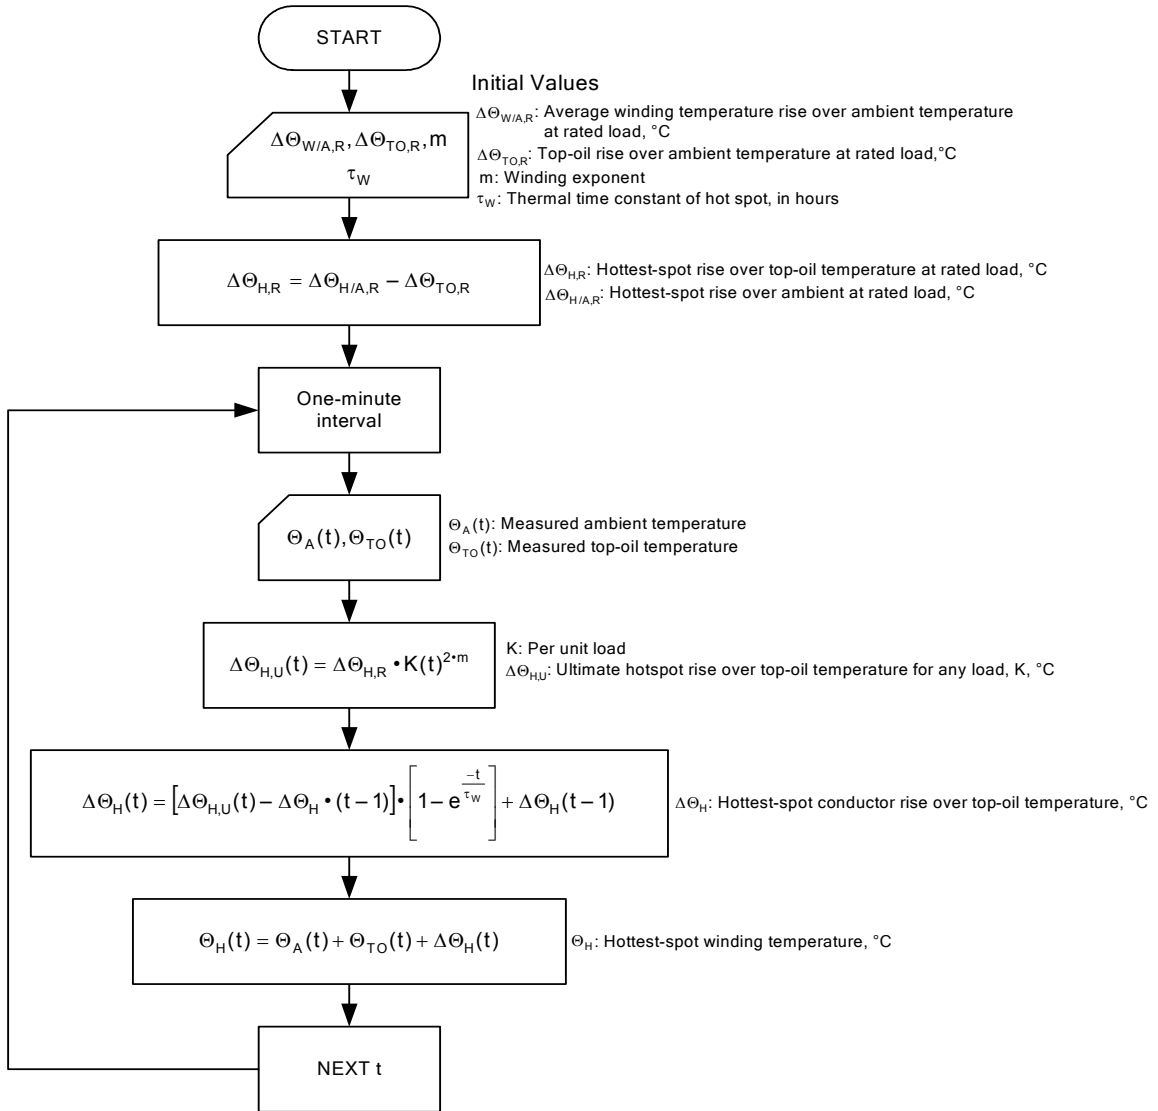 START
Initial Values
ΔΘW/A,R: Average winding temperature rise over ambient temperature
at rated load, °C
ΔΘTO,R: Top-oil rise over ambient temperature at rated load,°C
m: Winding exponent
τW: Thermal time constant of hot spot, in hours
ΔΘW/A,R, ΔΘTO,R, m
τW
ΔΘH,R = ΔΘH/A,R − ΔΘTO,R
ΔΘH,R: Hottest-spot rise over top-oil temperature at rated load, °C
ΔΘH/A,R: Hottest-spot rise over ambient at rated load, °C
One-minute
interval
ΘA(t), ΘTO(t)
ΘA(t): Measured ambient temperature
ΘTO(t): Measured top-oil temperature
ΔΘH,U(t) = ΔΘH,R • K(t)^2•m
K: Per unit load
ΔΘH,U: Ultimate hotspot rise over top-oil temperature for any load, K, °C
ΔΘH(t) = [ΔΘH,U(t) − ΔΘH • (t − 1)] • [1 − e^(−t/τW)] + ΔΘH(t − 1)
ΔΘH: Hottest-spot conductor rise over top-oil temperature, °C
ΘH(t) = ΘA(t) + ΘTO(t) + ΔΘH(t)
ΘH: Hottest-spot winding temperature, °C
NEXT t